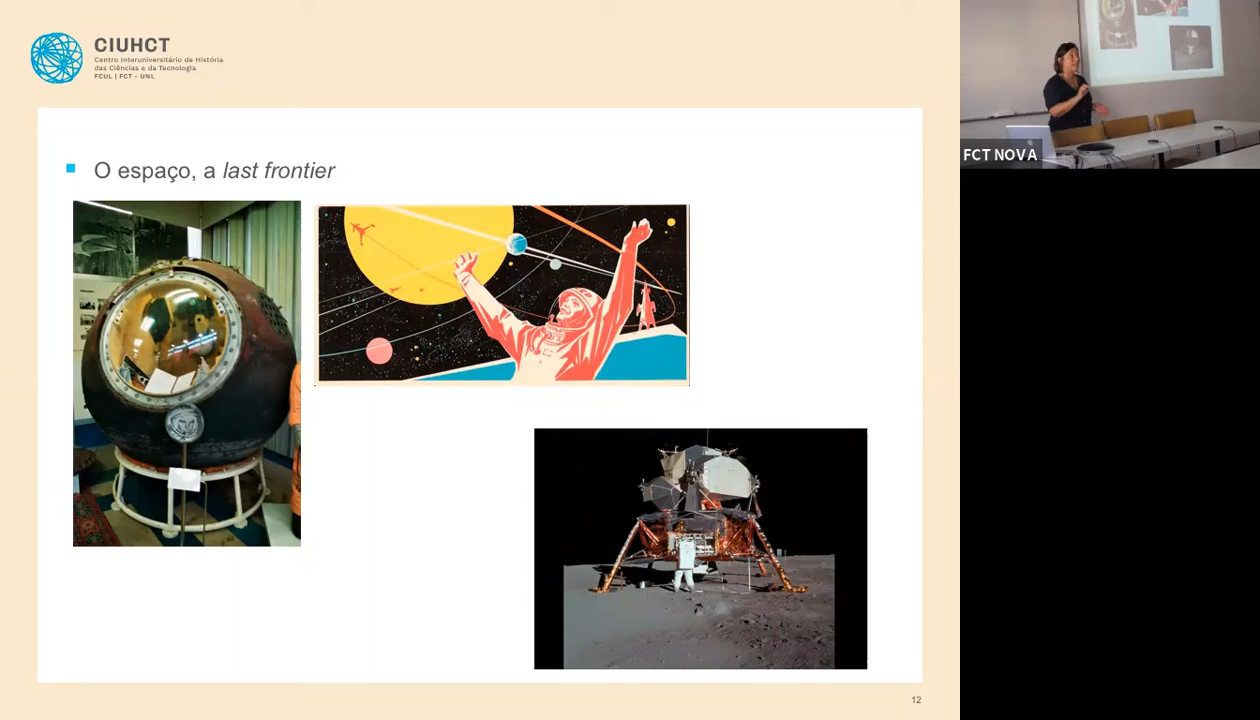 CIUHCT
Centro Interuniversitário de História
das Ciências e da Tecnologia
FCUL | FCT - UNL
O espaço, a last frontier
FCT NOVA
12